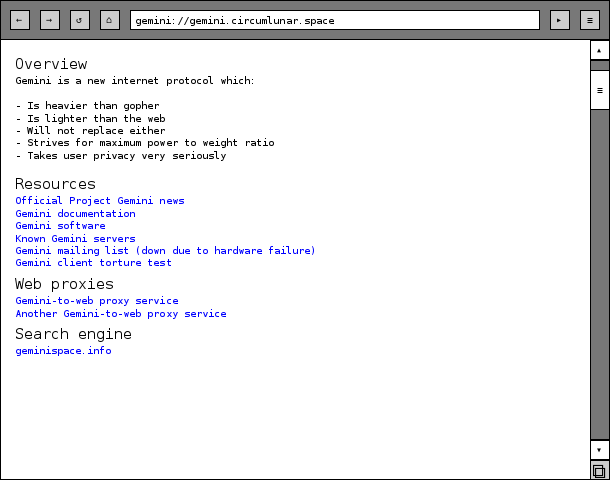 gemini://gemini.circumlunar.space
Overview
Gemini is a new internet protocol which:
- Is heavier than gopher
- Is lighter than the web
- Will not replace either
- Strives for maximum power to weight ratio
- Takes user privacy very seriously
Resources
Official Project Gemini news
Gemini documentation
Gemini software
Known Gemini servers
Gemini mailing list (down due to hardware failure)
Gemini client torture test
Web proxies
Gemini-to-web proxy service
Another Gemini-to-web proxy service
Search engine
geminispace.info